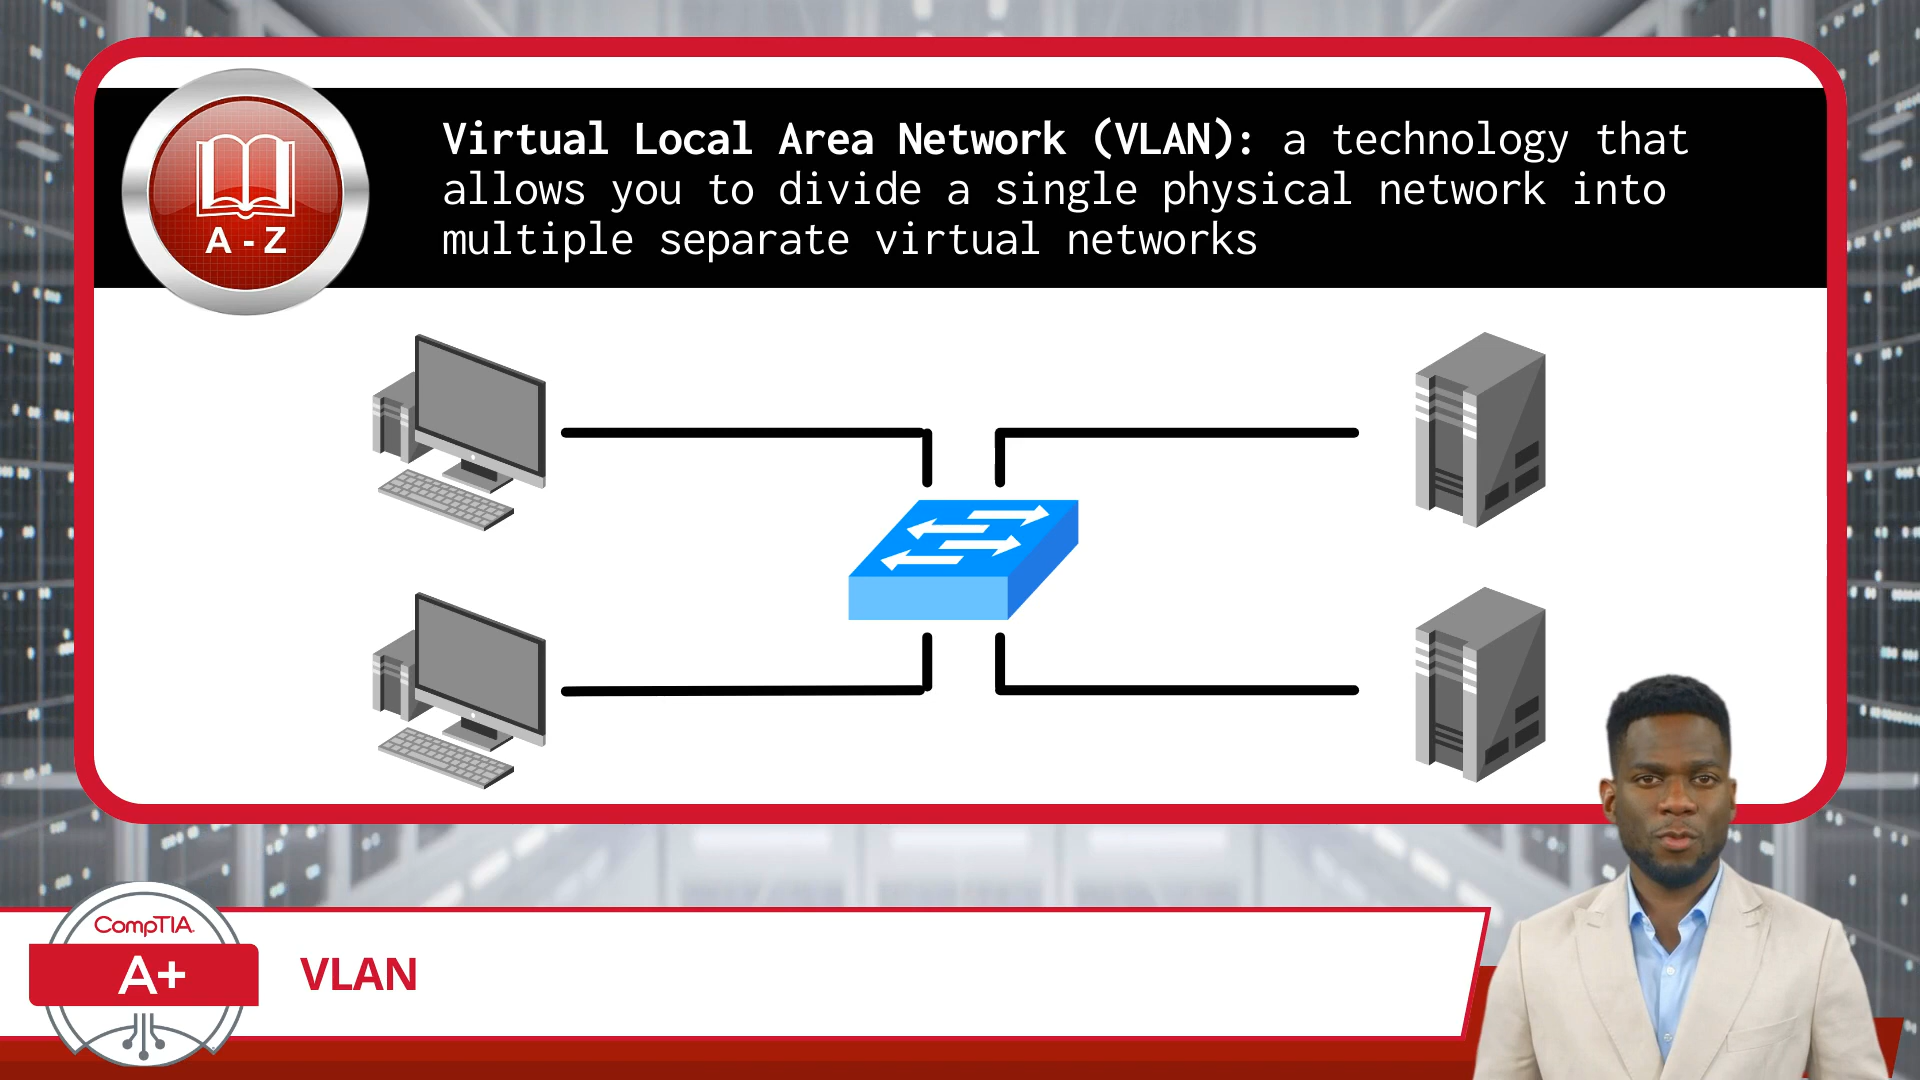 Virtual Local Area Network (VLAN): a technology that
allows you to divide a single physical network into
multiple separate virtual networks
A - Z
CompTIA.
A+
VLAN